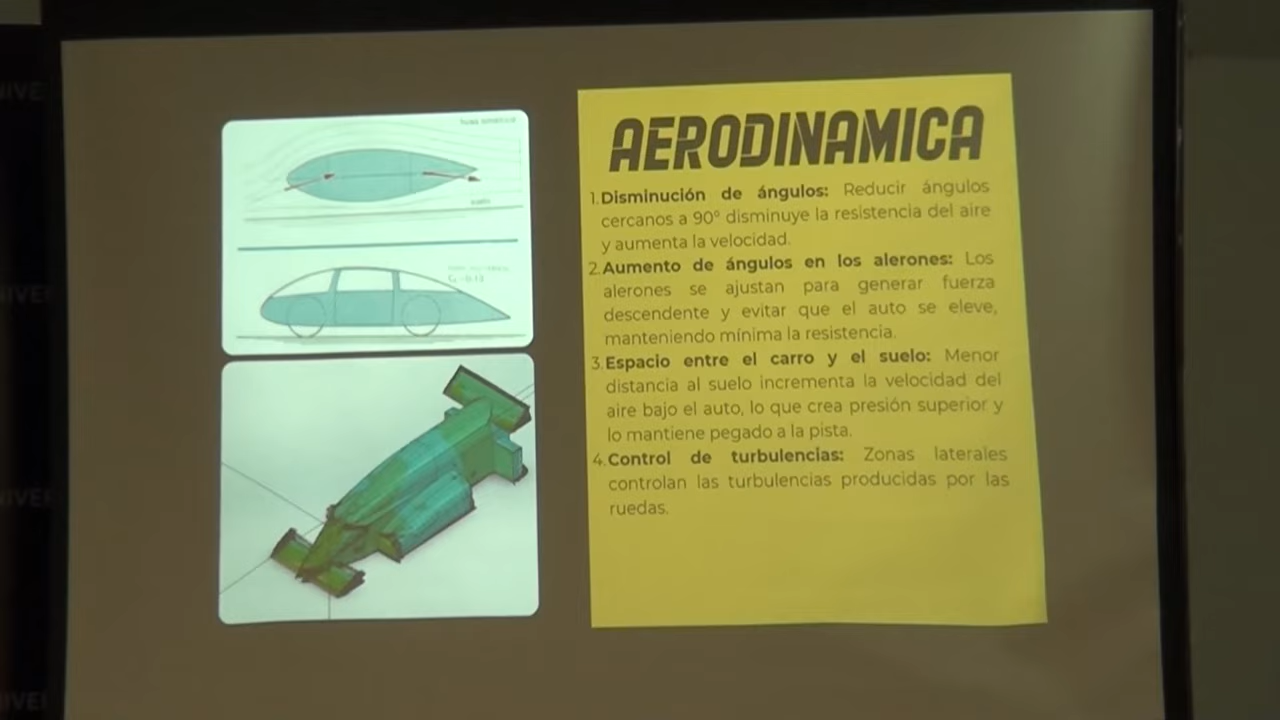 AERODINAMICA
1. Disminución de ángulos: Reducir ángulos
cercanos a 90º disminuye la resistencia del aire
y aumenta la velocidad.
2. Aumento de ángulos en los alerones: Los
alerones se ajustan para generar fuerza
descendente y evitar que el auto se eleve,
manteniendo mínima la resistencia.
3. Espacio entre el carro y el suelo: Menor
distancia al suelo incrementa la velocidad del
aire bajo el auto, lo que crea presión superior y
lo mantiene pegado a la pista.
4. Control de turbulencias: Zonas laterales
controlan las turbulencias producidas por las
ruedas.